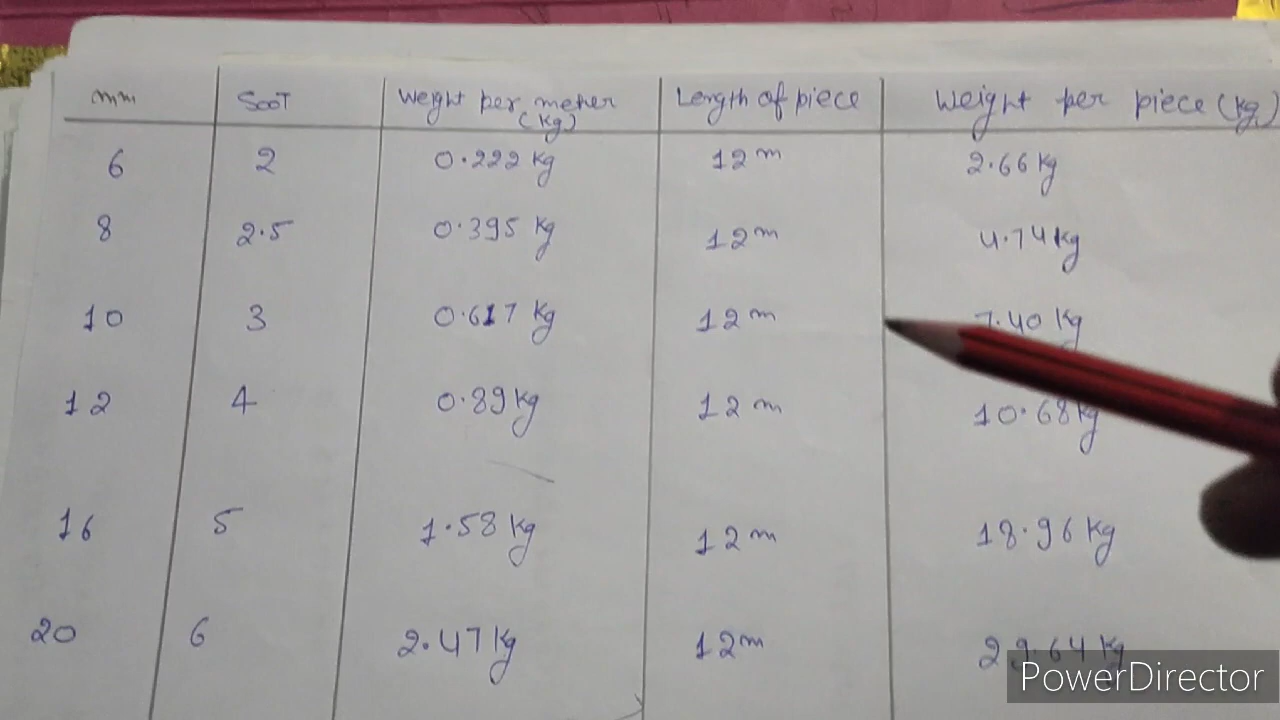 mm SOOT Weight per meter (kg) Length of piece Weight per piece (kg)
6 2 0.222 kg 12 m 2.66 kg
8 2.5 0.395 kg 12 m 4.74 kg
10 3 0.617 kg 12 m 7.40 kg
12 4 0.89 kg 12 m 10.68 kg
16 5 1.58 kg 12 m 18.96 kg
20 6 2.47 kg 12 m 29.64 kg
PowerDirector